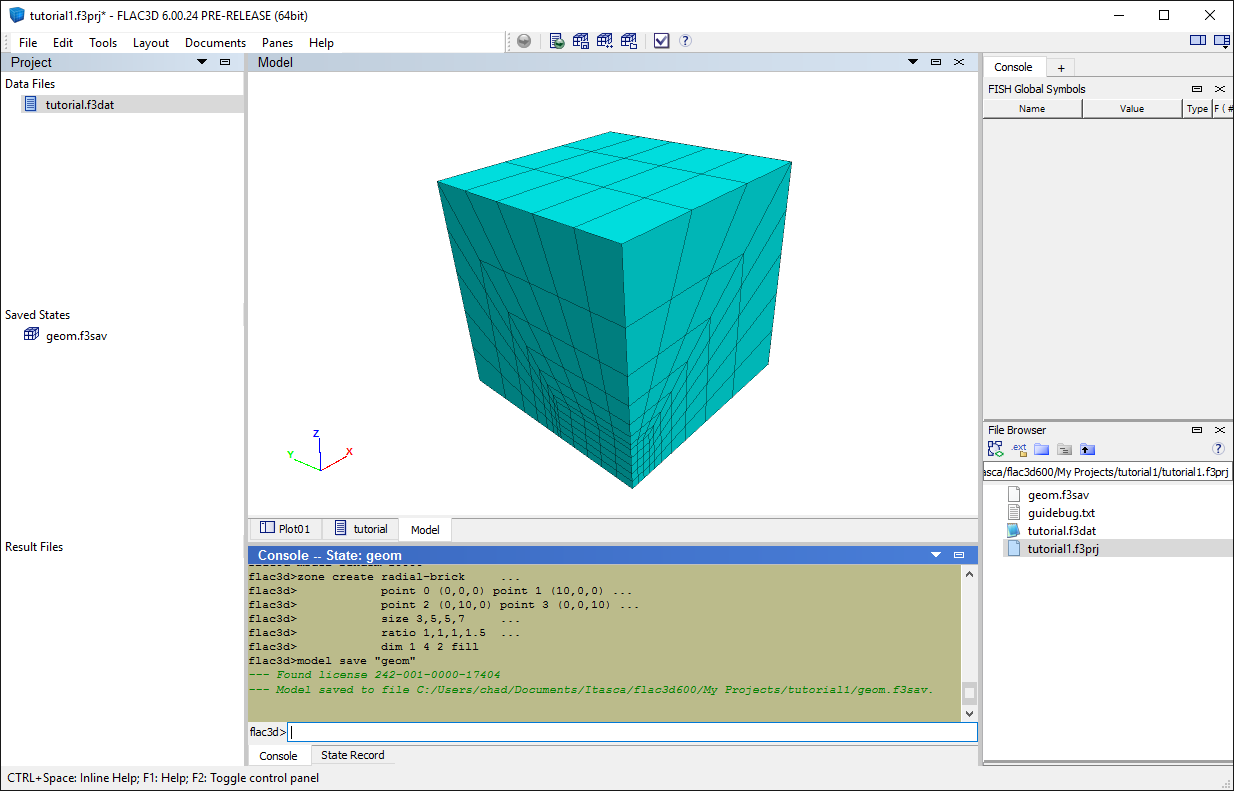 tutorial1.f3prj* - FLAC3D 6.00.24 PRE-RELEASE (64bit)
File Edit Tools Layout Documents Panes Help
Project
Data Files
tutorial.f3dat
Saved States
geom.f3sav
Result Files
Model
Z
Y
X
Plot01 tutorial Model
Console -- State: geom
flac3d>zone create radial-brick ...
flac3d> point 0 (0,0,0) point 1 (10,0,0) ...
flac3d> point 2 (0,10,0) point 3 (0,0,10) ...
flac3d> size 3,5,5,7 ...
flac3d> ratio 1,1,1,1.5 ...
flac3d> dim 1 4 2 fill
flac3d>model save "geom"
--- Found license 242-001-0000-17404
--- Model saved to file C:/Users/chad/Documents/Itasca/flac3d600/My Projects/tutorial1/geom.f3sav.
flac3d>
Console State Record
Console +
FISH Global Symbols
Name Value Type F ( #
File Browser
.ext
asca/flac3d600/My Projects/tutorial1/tutorial1.f3prj
geom.f3sav
guidebug.txt
tutorial.f3dat
tutorial1.f3prj
CTRL+Space: Inline Help; F1: Help; F2: Toggle control panel